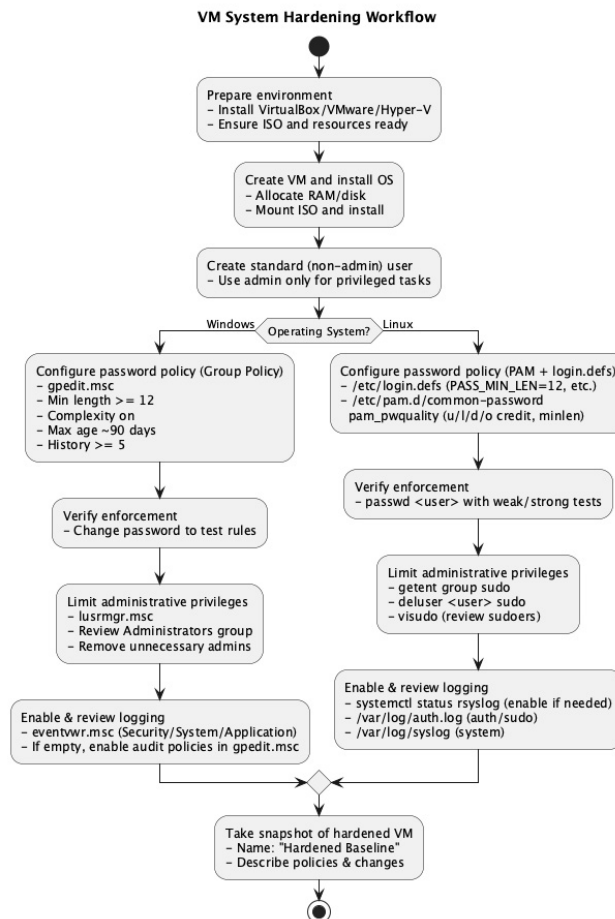 VM System Hardening Workflow
Prepare environment
- Install VirtualBox/VMware/Hyper-V
- Ensure ISO and resources ready
Create VM and install OS
- Allocate RAM/disk
- Mount ISO and install
Create standard (non-admin) user
- Use admin only for privileged tasks
Windows
Operating System?
Linux
Configure password policy (Group Policy)
- gpedit.msc
- Min length >= 12
- Complexity on
- Max age ~90 days
- History >= 5
Verify enforcement
- Change password to test rules
Limit administrative privileges
- lusrmgr.msc
- Review Administrators group
- Remove unnecessary admins
Enable & review logging
- eventvwr.msc (Security/System/Application)
- If empty, enable audit policies in gpedit.msc
Configure password policy (PAM + login.defs)
- /etc/login.defs (PASS_MIN_LEN=12, etc.)
- /etc/pam.d/common-password
pam_pwquality (u/l/d/o credit, minlen)
Verify enforcement
- passwd <user> with weak/strong tests
Limit administrative privileges
- getent group sudo
- deluser <user> sudo
- visudo (review sudoers)
Enable & review logging
- systemctl status rsyslog (enable if needed)
- /var/log/auth.log (auth/sudo)
- /var/log/syslog (system)
Take snapshot of hardened VM
- Name: "Hardened Baseline"
- Describe policies & changes